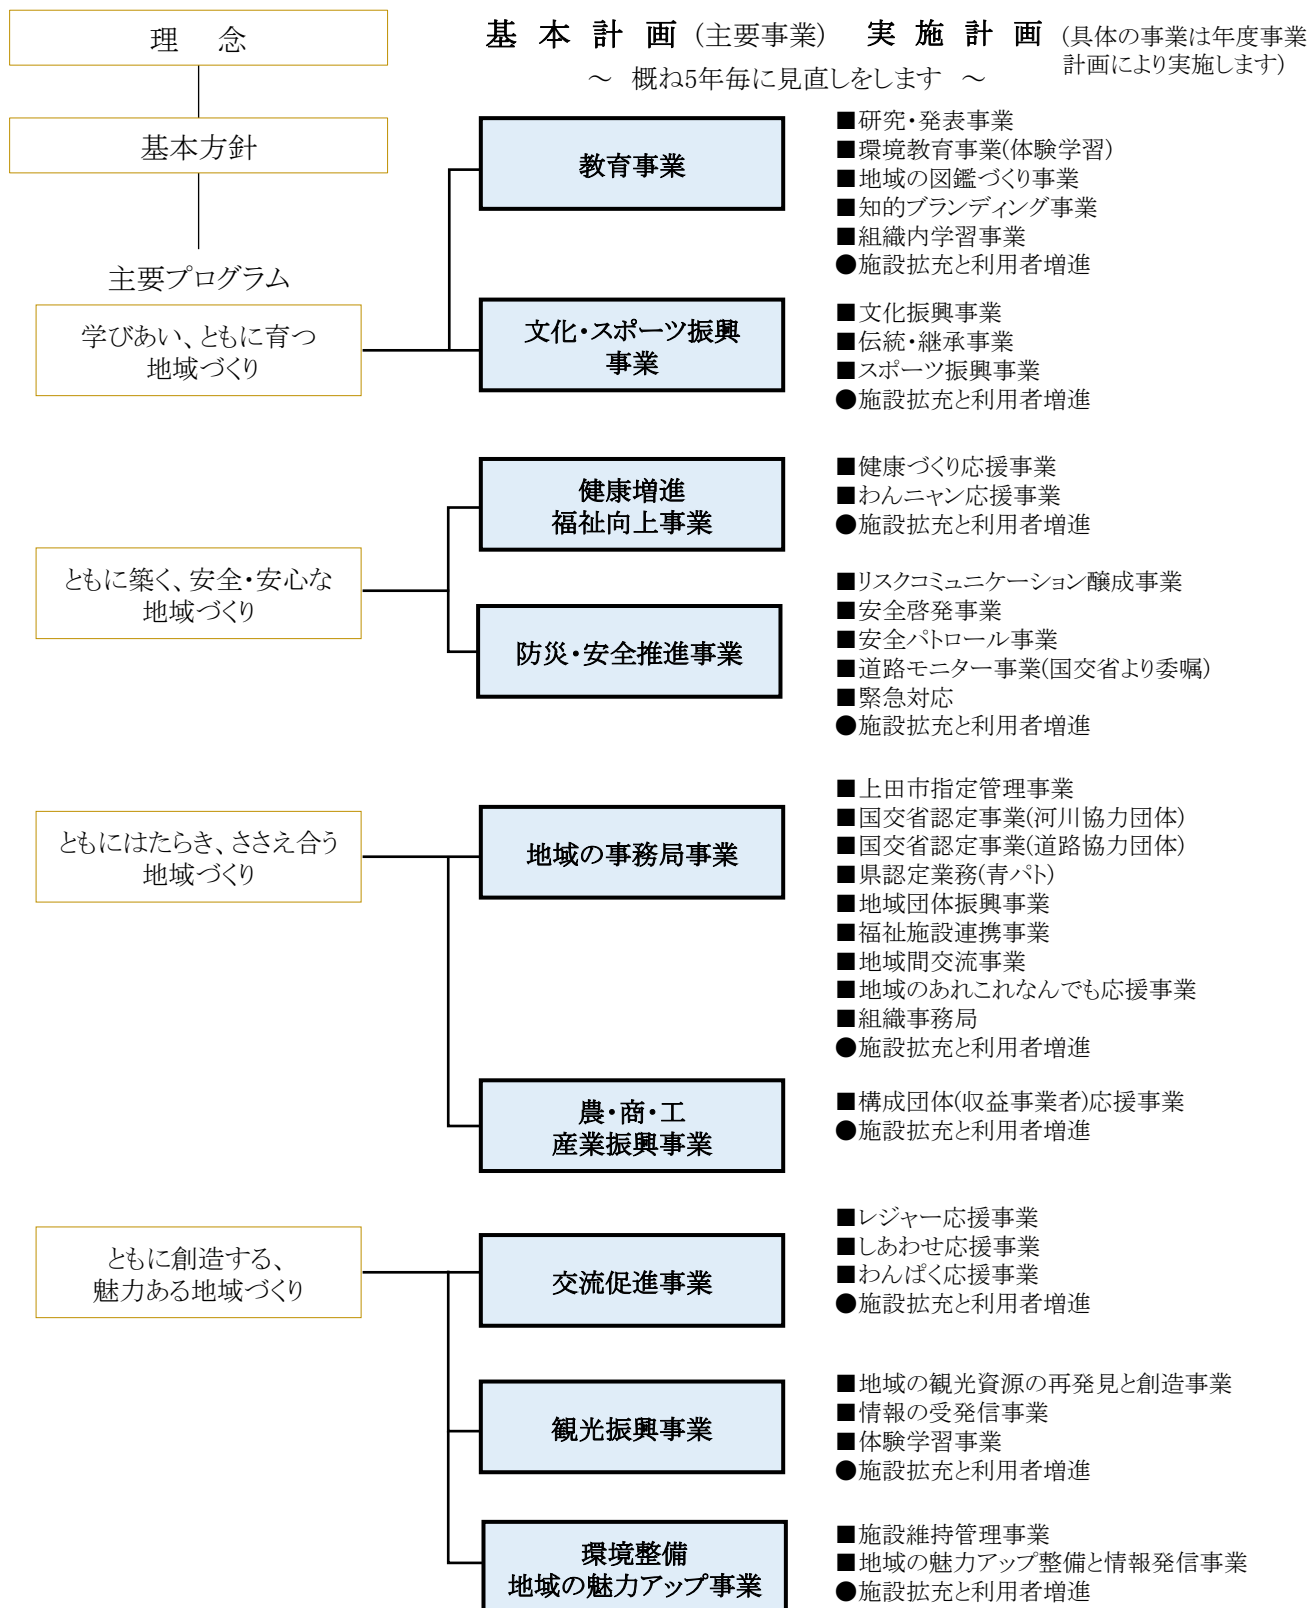 理　念
基本方針
主要プログラム
基 本 計 画 (主要事業)
実 施 計 画 (具体の事業は年度事業
計画により実施します)
～ 概ね5年毎に見直しをします ～
学びあい、ともに育つ
地域づくり
教育事業
■研究・発表事業
■環境教育事業(体験学習)
■地域の図鑑づくり事業
■知的ブランディング事業
■組織内学習事業
●施設拡充と利用者増進
文化・スポーツ振興
事業
■文化振興事業
■伝統・継承事業
■スポーツ振興事業
●施設拡充と利用者増進
ともに築く、安全・安心な
地域づくり
健康増進
福祉向上事業
■健康づくり応援事業
■わんニャン応援事業
●施設拡充と利用者増進
防災・安全推進事業
■リスクコミュニケーション醸成事業
■安全啓発事業
■安全パトロール事業
■道路モニター事業(国交省より委嘱)
■緊急対応
●施設拡充と利用者増進
ともにはたらき、ささえ合う
地域づくり
地域の事務局事業
■上田市指定管理事業
■国交省認定事業(河川協力団体)
■国交省認定事業(道路協力団体)
■県認定業務(青パト)
■地域団体振興事業
■福祉施設連携事業
■地域間交流事業
■地域のあれこれなんでも応援事業
■組織事務局
●施設拡充と利用者増進
農・商・工
産業振興事業
■構成団体(収益事業者)応援事業
●施設拡充と利用者増進
ともに創造する、
魅力ある地域づくり
交流促進事業
■レジャー応援事業
■しあわせ応援事業
■わんぱく応援事業
●施設拡充と利用者増進
観光振興事業
■地域の観光資源の再発見と創造事業
■情報の受発信事業
■体験学習事業
●施設拡充と利用者増進
環境整備
地域の魅力アップ事業
■施設維持管理事業
■地域の魅力アップ整備と情報発信事業
●施設拡充と利用者増進